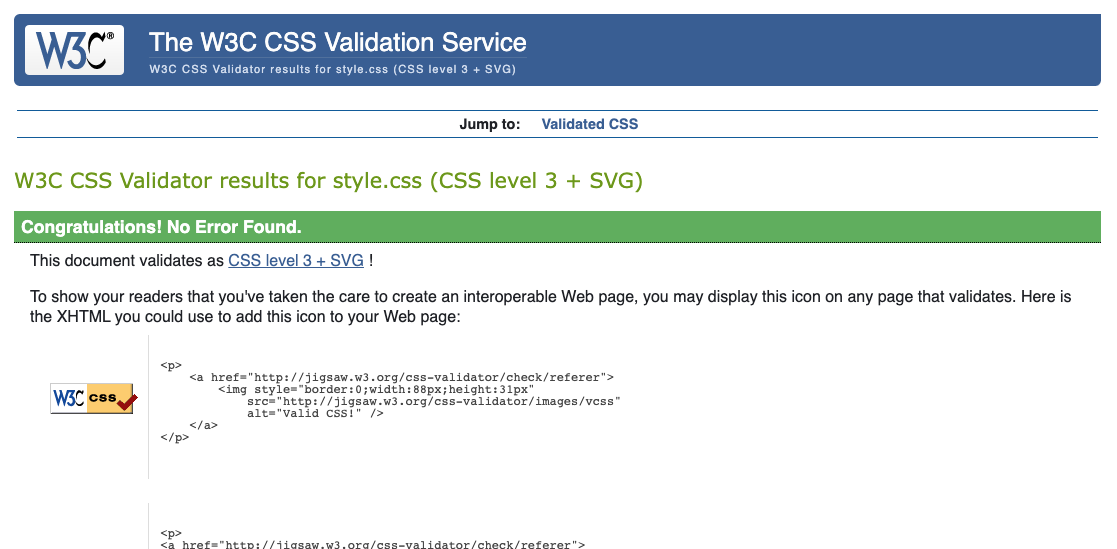 W3C®
The W3C CSS Validation Service
W3C CSS Validator results for style.css (CSS level 3 + SVG)
Jump to: Validated CSS
W3C CSS Validator results for style.css (CSS level 3 + SVG)
Congratulations! No Error Found.
This document validates as CSS level 3 + SVG !
To show your readers that you've taken the care to create an interoperable Web page, you may display this icon on any page that validates. Here is
the XHTML you could use to add this icon to your Web page:
W3C CSS
<p>
    <a href="http://jigsaw.w3.org/css-validator/check/referer">
        <img style="border:0;width:88px;height:31px"
            src="http://jigsaw.w3.org/css-validator/images/vcss"
            alt="Valid CSS!" />
    </a>
</p>
<p>
<a href="http://jigsaw.w3.org/css-validator/check/referer">